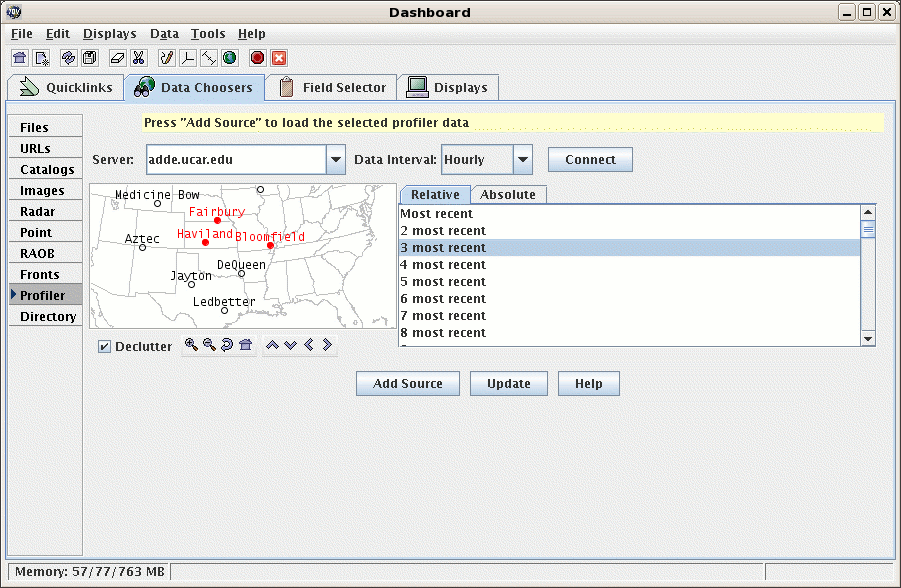 Dashboard
File Edit Displays Data Tools Help
Quicklinks Data Choosers Field Selector Displays
Press "Add Source" to load the selected profiler data
Files
URLs
Catalogs
Images
Radar
Point
RAOB
Fronts
Profiler
Directory
Server: adde.ucar.edu Data Interval: Hourly Connect
Medicine Bow
Fairbury
Aztec
Haviland Bloomfield
DeQueen
Jayton
Ledbetter
Relative Absolute
Most recent
2 most recent
3 most recent
4 most recent
5 most recent
6 most recent
7 most recent
8 most recent
Declutter
Add Source Update Help
Memory: 57/77/763 MB